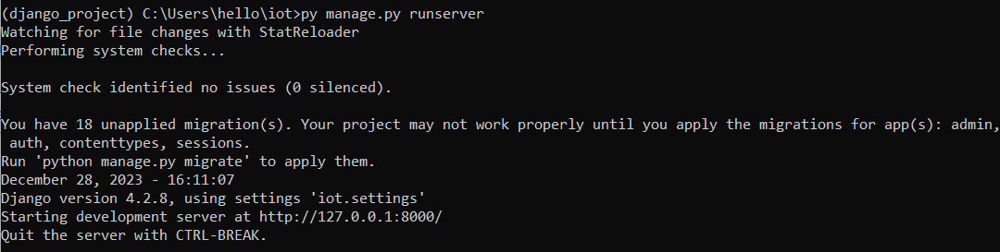 (django_project) C:\Users\hello\iot>py manage.py runserver
Watching for file changes with StatReloader
Performing system checks...
System check identified no issues (0 silenced).
You have 18 unapplied migration(s). Your project may not work properly until you apply the migrations for app(s): admin,
 auth, contenttypes, sessions.
Run 'python manage.py migrate' to apply them.
December 28, 2023 - 16:11:07
Django version 4.2.8, using settings 'iot.settings'
Starting development server at http://127.0.0.1:8000/
Quit the server with CTRL-BREAK.